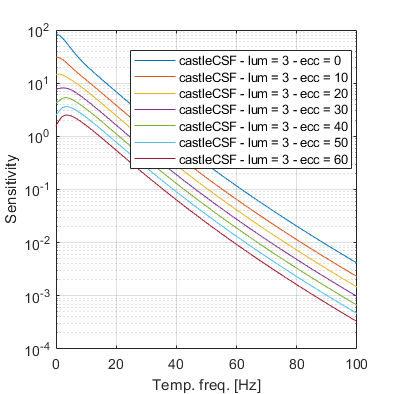 10^2
castleCSF - lum = 3 - ecc = 0
castleCSF - lum = 3 - ecc = 10
castleCSF - lum = 3 - ecc = 20
castleCSF - lum = 3 - ecc = 30
castleCSF - lum = 3 - ecc = 40
castleCSF - lum = 3 - ecc = 50
castleCSF - lum = 3 - ecc = 60
10^1
10^0
Sensitivity
10^-1
10^-2
10^-3
10^-4
0 20 40 60 80 100
Temp. freq. [Hz]